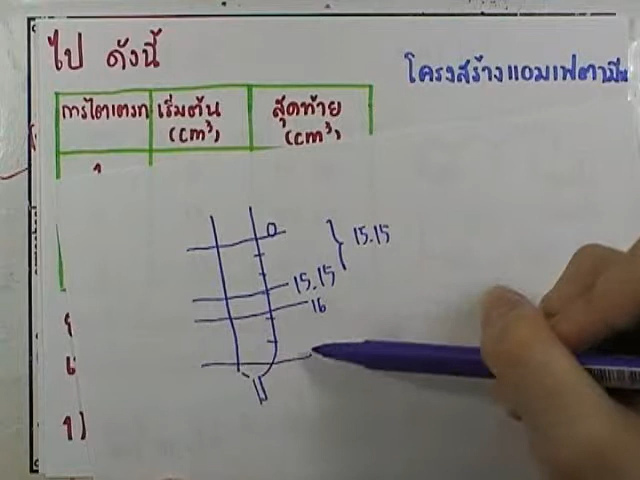 ไป ดังนี้
โครงสร้างแอมเฟตามีน
การไตเตรท เริ่มต้น (cm³) สุดท้าย (cm³)
1
0
15.15
15.15
16
1)